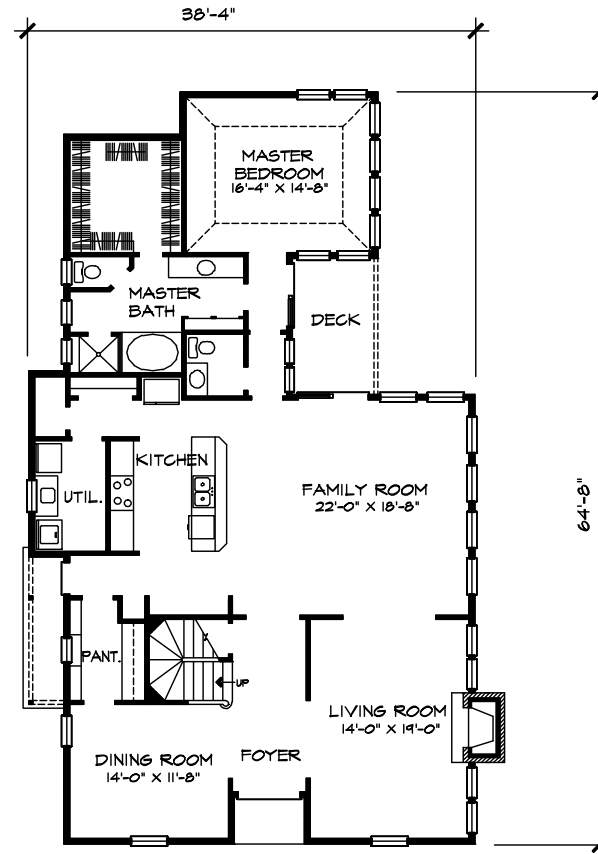 38'-4"
MASTER
BEDROOM
16'-4" X 14'-8"
MASTER
BATH
DECK
KITCHEN
UTIL.
FAMILY ROOM
22'-0" X 18'-8"
64'-8"
PANT.
UP
LIVING ROOM
14'-0" X 19'-0"
DINING ROOM
14'-0" X 11'-8"
FOYER